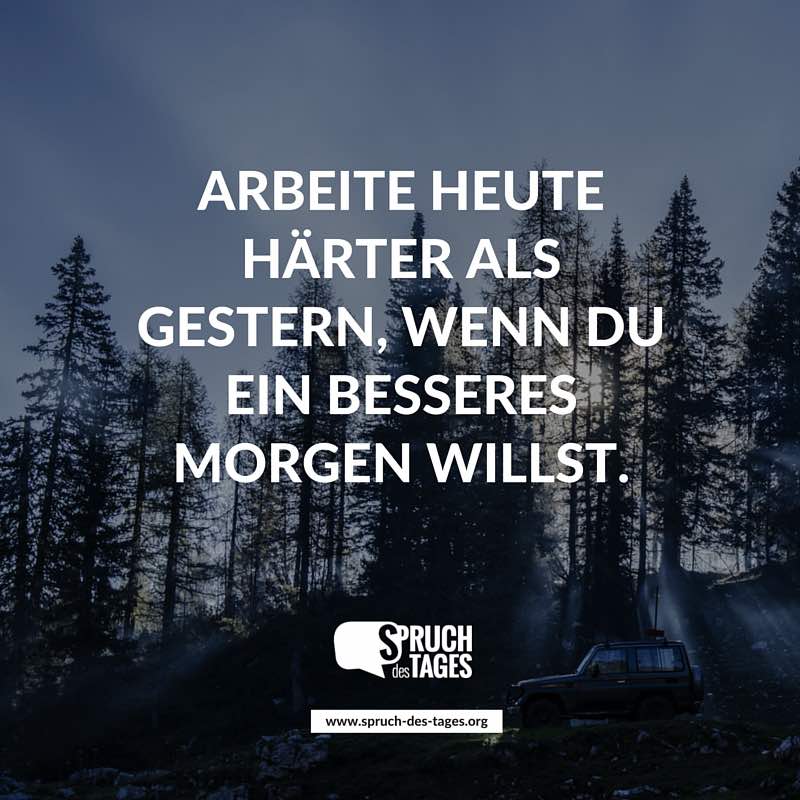 ARBEITE HEUTE
HÄRTER ALS
GESTERN, WENN DU
EIN BESSERES
MORGEN WILLST.
SPRUCH
des TAGES
www.spruch-des-tages.org